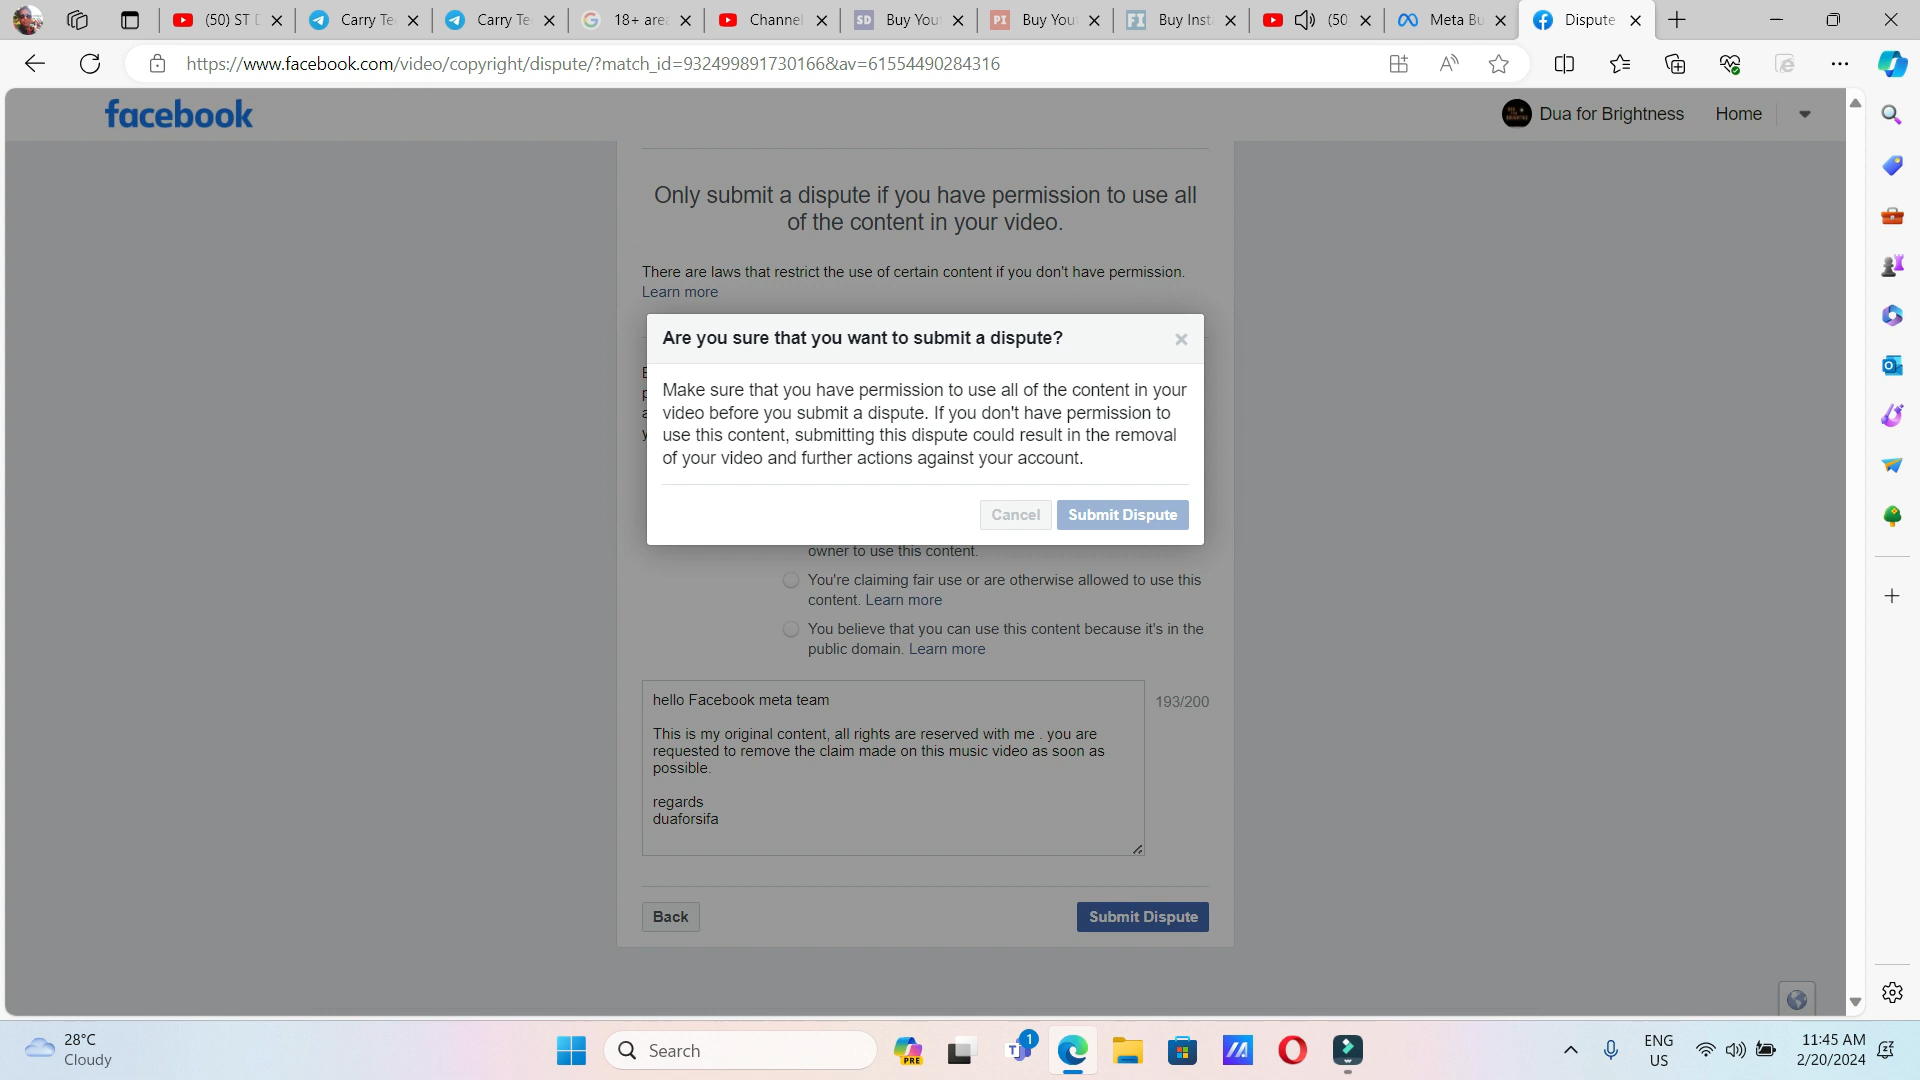 (50) ST
Carry Te
Carry Te
18+ are
Channel
Buy You
Buy You
Buy Inst
(50
Meta Bu
Dispute
https://www.facebook.com/video/copyright/dispute/?match_id=932499891730166&av=61554490284316
facebook
Dua for Brightness
Home
Only submit a dispute if you have permission to use all
of the content in your video.
There are laws that restrict the use of certain content if you don't have permission.
Learn more
Are you sure that you want to submit a dispute?
Make sure that you have permission to use all of the content in your
video before you submit a dispute. If you don't have permission to
use this content, submitting this dispute could result in the removal
of your video and further actions against your account.
Cancel
Submit Dispute
owner to use this content.
You're claiming fair use or are otherwise allowed to use this
content. Learn more
You believe that you can use this content because it's in the
public domain. Learn more
hello Facebook meta team
193/200
This is my original content, all rights are reserved with me . you are
requested to remove the claim made on this music video as soon as
possible.
regards
duaforsifa
Back
Submit Dispute
28°C
Cloudy
Search
PRE
1
ENG
US
11:45 AM
2/20/2024